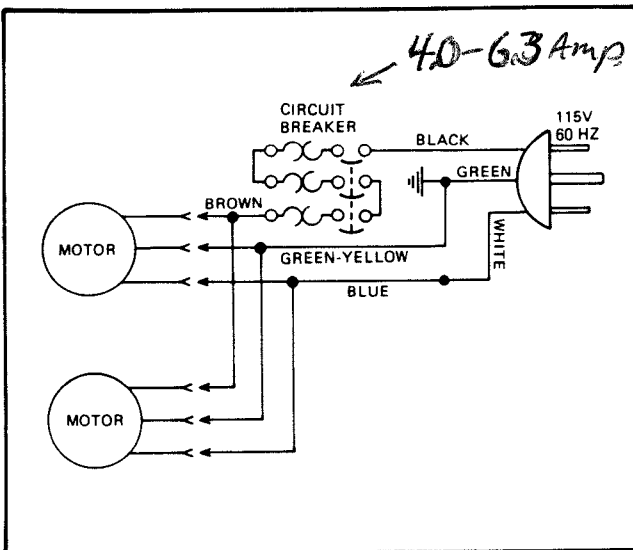 4.0-6.3 Amp
CIRCUIT
BREAKER
115V
60 HZ
BLACK
GREEN
BROWN
WHITE
MOTOR
GREEN-YELLOW
BLUE
MOTOR